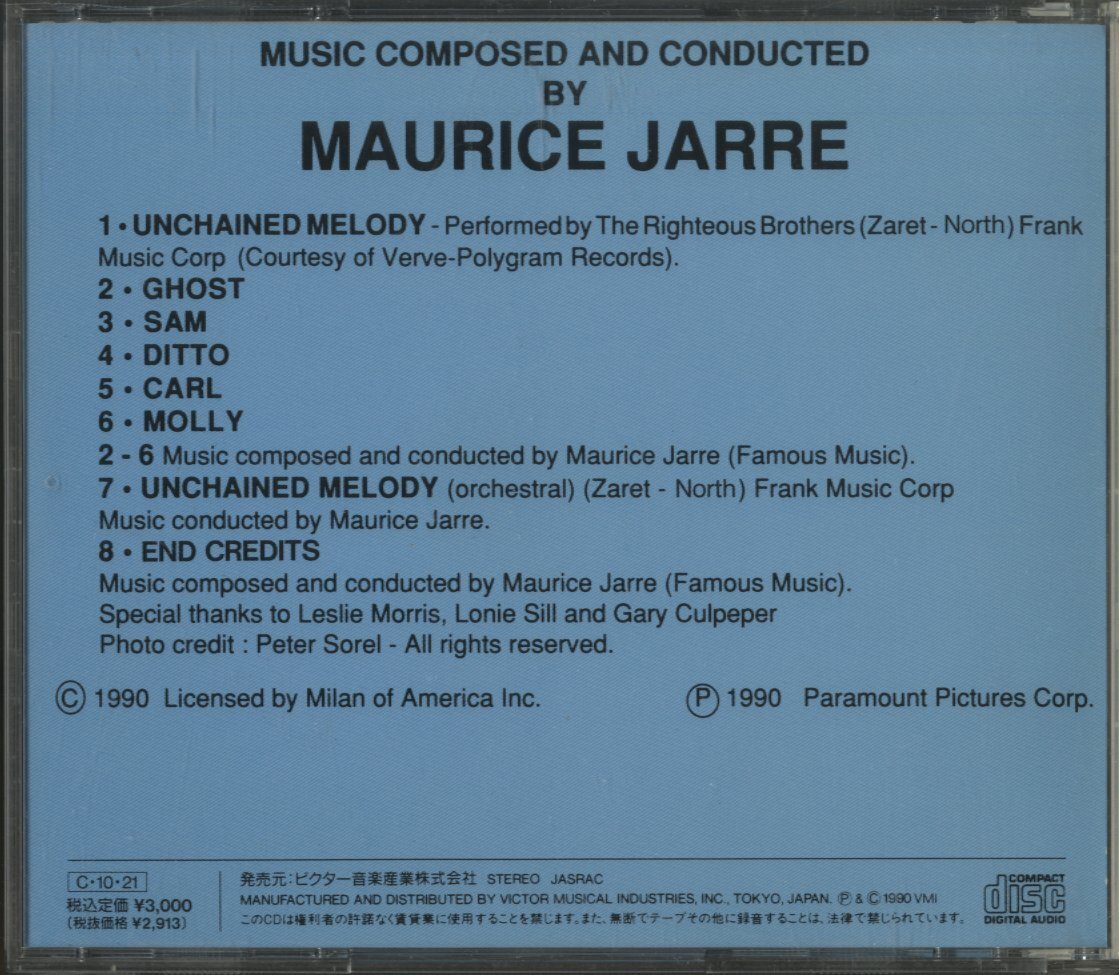 MUSIC COMPOSED AND CONDUCTED
BY
MAURICE JARRE
1 • UNCHAINED MELODY - Performed by The Righteous Brothers (Zaret - North) Frank
Music Corp (Courtesy of Verve-Polygram Records).
2 • GHOST
3 • SAM
4 • DITTO
5 • CARL
6 • MOLLY
2 - 6 Music composed and conducted by Maurice Jarre (Famous Music).
7 • UNCHAINED MELODY (orchestral) (Zaret - North) Frank Music Corp
Music conducted by Maurice Jarre.
8 • END CREDITS
Music composed and conducted by Maurice Jarre (Famous Music).
Special thanks to Leslie Morris, Lonie Sill and Gary Culpeper
Photo credit : Peter Sorel - All rights reserved.
Ⓒ 1990 Licensed by Milan of America Inc. Ⓟ 1990 Paramount Pictures Corp.
C・10・21
税込定価 ¥3,000
(税抜価格 ¥2,913)
発売元:ビクター音楽産業株式会社 STEREO JASRAC
MANUFACTURED AND DISTRIBUTED BY VICTOR MUSICAL INDUSTRIES, INC., TOKYO, JAPAN. Ⓟ & Ⓒ 1990 VMI
このCDは権利者の許諾なく賃貸業に使用することを禁じます。また、無断でテープその他に録音することは、法律で禁じられています。
COMPACT
disc
DIGITAL AUDIO